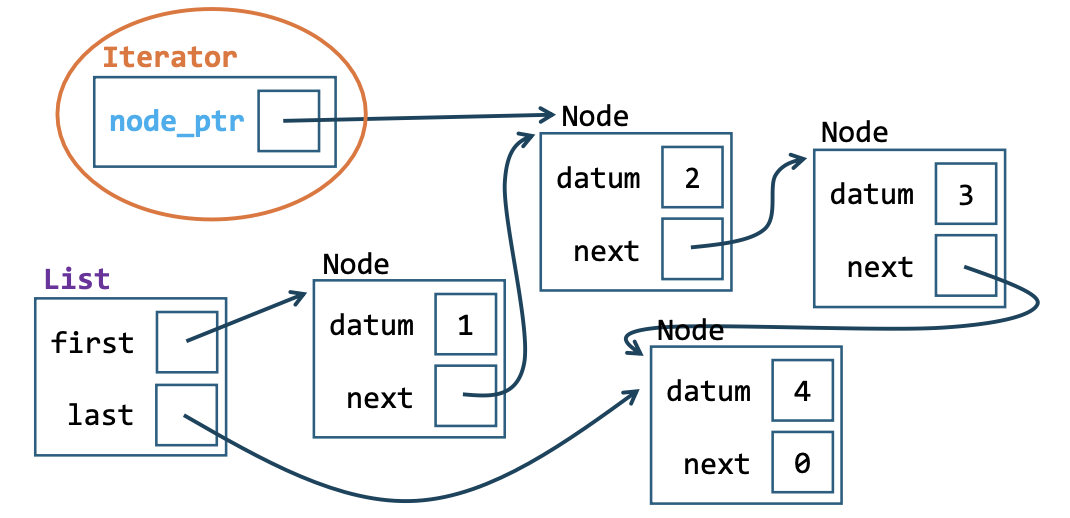 Iterator
node_ptr
Node
datum 2
next
Node
datum 3
next
List
first
last
Node
datum 1
next
Node
datum 4
next 0